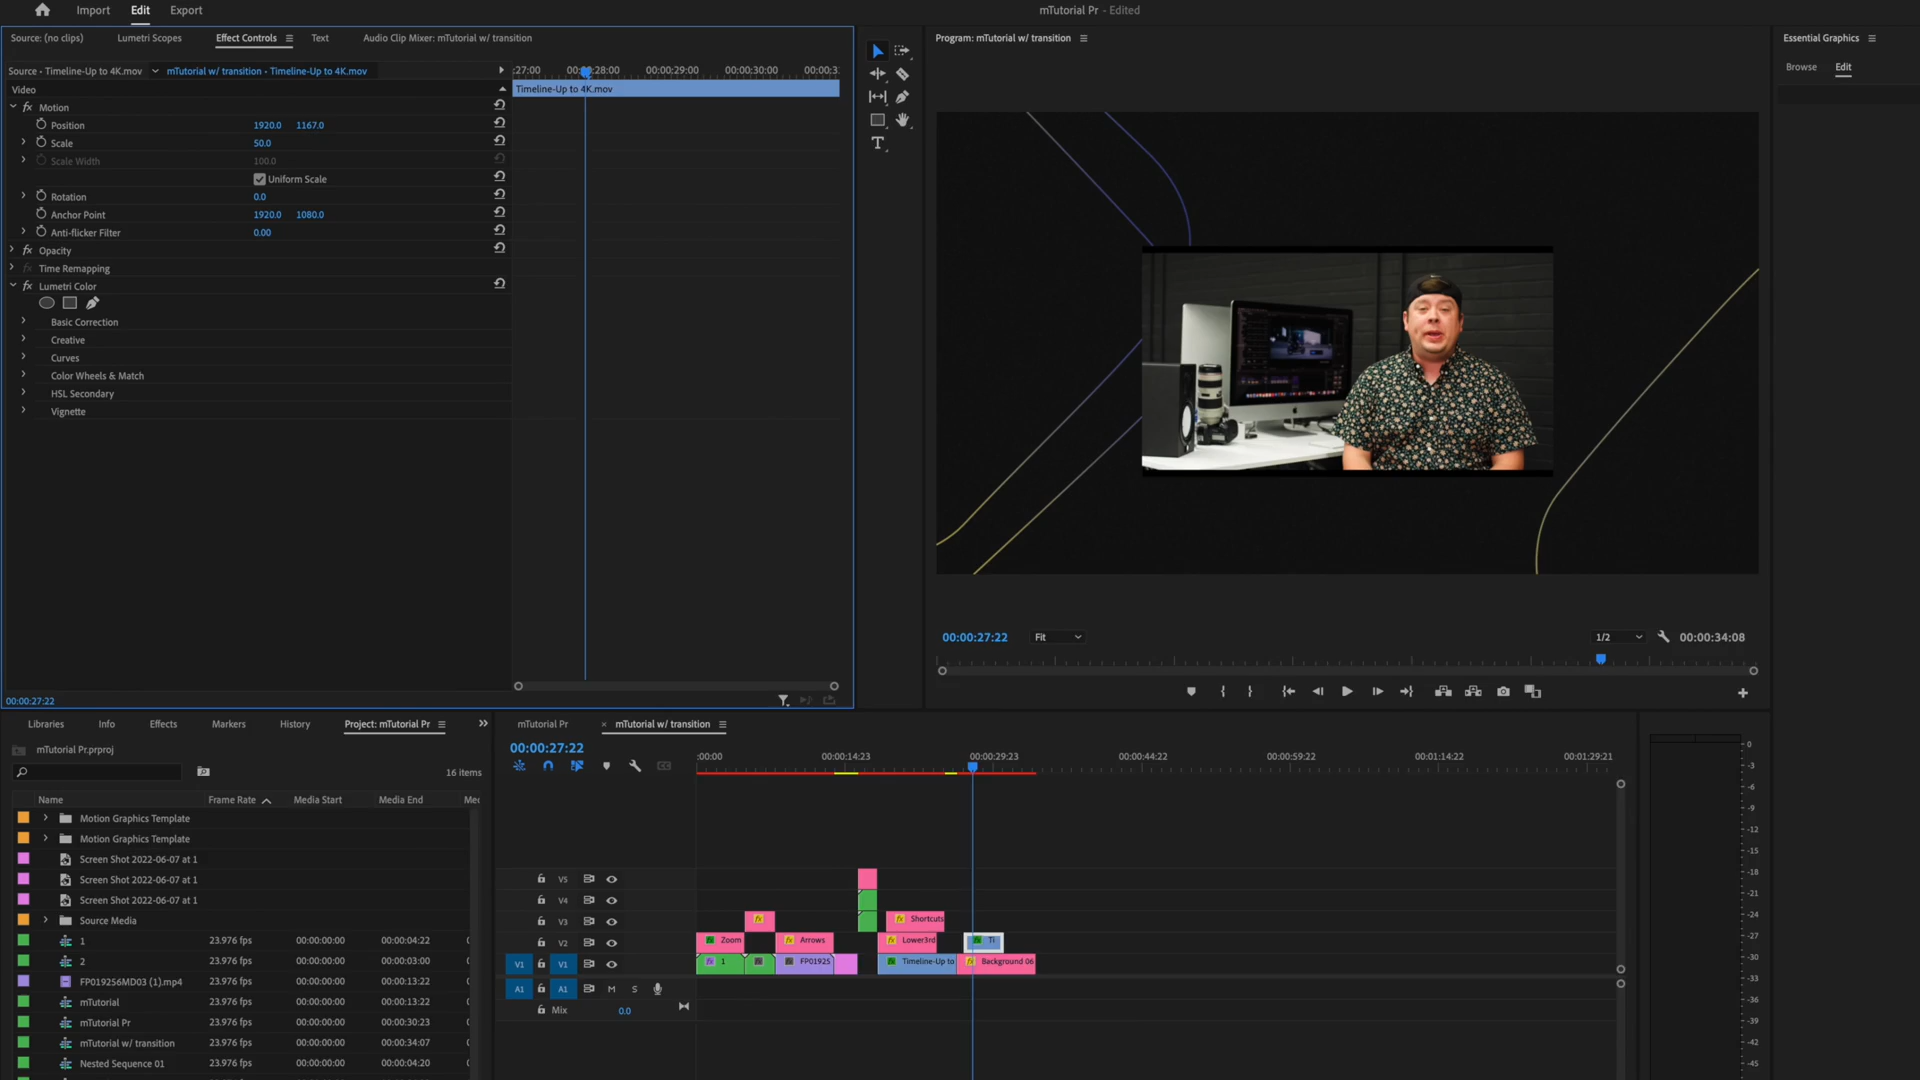 Import Edit Export mTutorial Pr - Edited
Source: (no clips) Lumetri Scopes Effect Controls Text Audio Clip Mixer: mTutorial w/ transition
Program: mTutorial w/ transition
Essential Graphics
Browse Edit
Source • Timeline-Up to 4K.mov mTutorial w/ transition • Timeline-Up to 4K.mov
:27:00 00:00:28:00 00:00:29:00 00:00:30:00 00:00:3
Video
Timeline-Up to 4K.mov
fx Motion
Position 1920.0 1167.0
Scale 50.0
Scale Width 100.0
Uniform Scale
Rotation 0.0
Anchor Point 1920.0 1080.0
Anti-flicker Filter 0.00
fx Opacity
fx Time Remapping
fx Lumetri Color
Basic Correction
Creative
Curves
Color Wheels & Match
HSL Secondary
Vignette
00:00:27:22
00:00:27:22 Fit 1/2 00:00:34:08
Libraries Info Effects Markers History Project: mTutorial Pr
mTutorial Pr.prproj
16 items
Name Frame Rate Media Start Media End Me
Motion Graphics Template
Motion Graphics Template
Screen Shot 2022-06-07 at 1
Screen Shot 2022-06-07 at 1
Screen Shot 2022-06-07 at 1
Source Media
1 23.976 fps 00:00:00:00 00:00:04:22
2 23.976 fps 00:00:00:00 00:00:03:00
FP019256MD03 (1).mp4 23.976 fps 00:00:00:00 00:00:13:22
mTutorial 23.976 fps 00:00:00:00 00:00:13:22
mTutorial Pr 23.976 fps 00:00:00:00 00:00:30:23
mTutorial w/ transition 23.976 fps 00:00:00:00 00:00:34:07
Nested Sequence 01 23.976 fps 00:00:00:00 00:00:04:20
mTutorial Pr × mTutorial w/ transition
00:00:27:22
:00:00 00:00:14:23 00:00:29:23 00:00:44:22 00:00:59:22 00:01:14:22 00:01:29:21
V5
V4
V3 fx fx Shortcuts
V2 fx Zoom fx Arrows fx Lower3rd fx Ti
V1 V1 fx 1 fx fx FP01925 Timeline-Up to fx Background 06
A1 A1 M S
Mix 0.0
0
-3
-6
-9
-12
-15
-18
-21
-24
-27
-30
-33
-36
-39
-42
-45